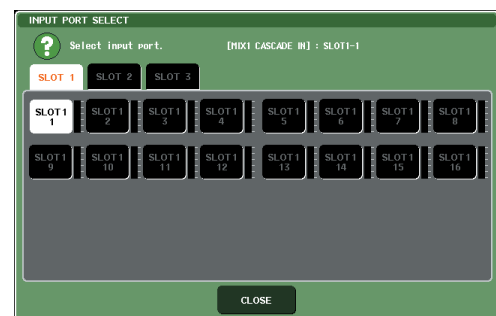 INPUT PORT SELECT
? Select input port. [MIX1 CASCADE IN] : SLOT1-1
SLOT 1 SLOT 2 SLOT 3
SLOT1 SLOT1 SLOT1 SLOT1 SLOT1 SLOT1 SLOT1 SLOT1
1 2 3 4 5 6 7 8
SLOT1 SLOT1 SLOT1 SLOT1 SLOT1 SLOT1 SLOT1 SLOT1
9 10 11 12 13 14 15 16
CLOSE